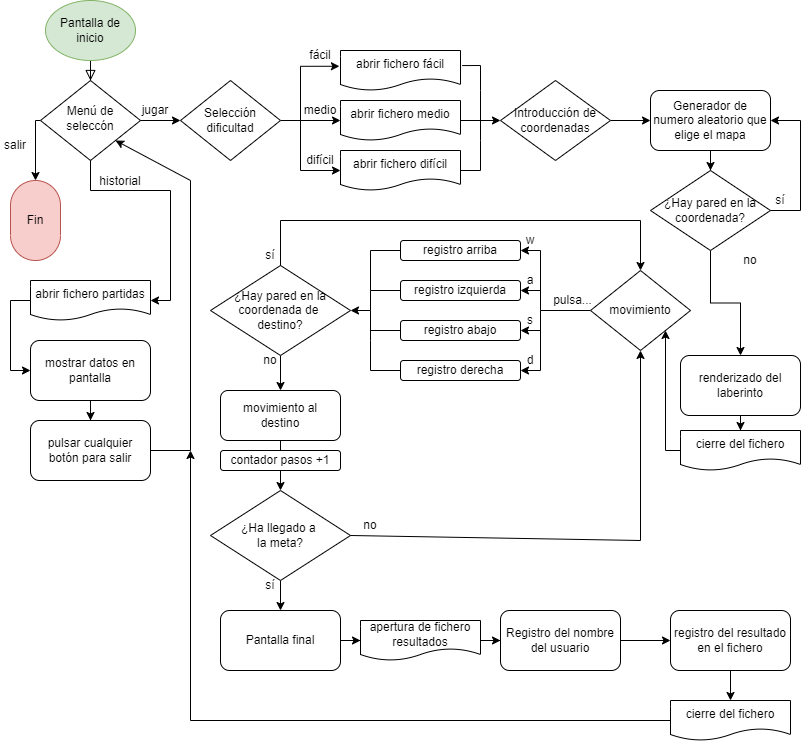 Pantalla de
inicio
Menú de
seleccón
jugar
salir
historial
Fin
Selección
dificultad
fácil
medio
difícil
abrir fichero fácil
abrir fichero medio
abrir fichero difícil
Introducción de
coordenadas
Generador de
numero aleatorio que
elige el mapa
¿Hay pared en la
coordenada?
sí
no
renderizado del
laberinto
cierre del fichero
movimiento
pulsa...
w
a
s
d
registro arriba
registro izquierda
registro abajo
registro derecha
¿Hay pared en la
coordenada de
destino?
sí
no
movimiento al
destino
contador pasos +1
¿Ha llegado a
la meta?
no
sí
abrir fichero partidas
mostrar datos en
pantalla
pulsar cualquier
botón para salir
Pantalla final
apertura de fichero
resultados
Registro del nombre
del usuario
registro del resultado
en el fichero
cierre del fichero